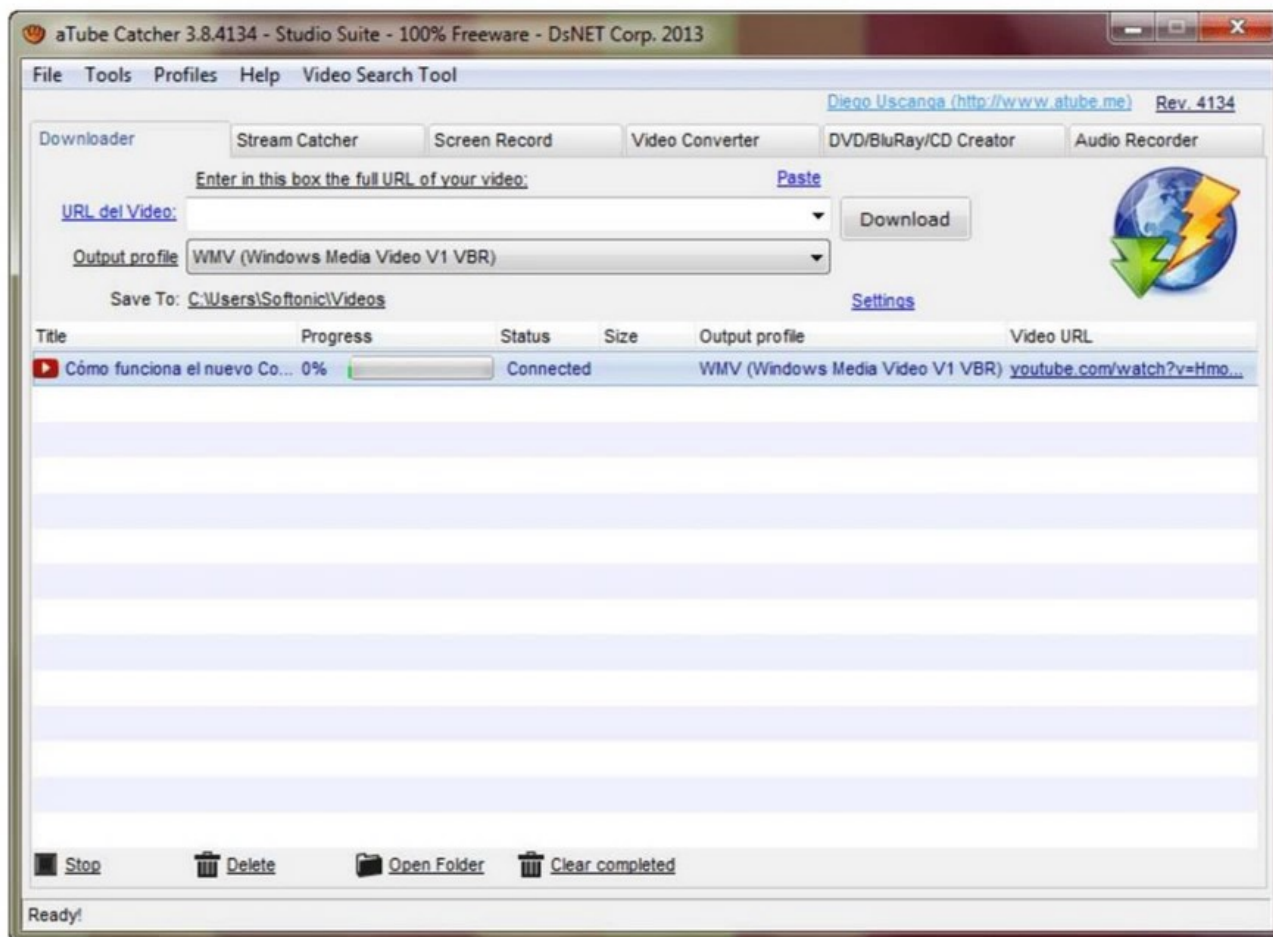 aTube Catcher 3.8.4134 - Studio Suite - 100% Freeware - DsNET Corp. 2013
File Tools Profiles Help Video Search Tool
Diego Uscanga (http://www.atube.me) Rev. 4134
Downloader Stream Catcher Screen Record Video Converter DVD/BluRay/CD Creator Audio Recorder
Enter in this box the full URL of your video: Paste
URL del Video: Download
Output profile WMV (Windows Media Video V1 VBR)
Save To: C:\Users\Softonic\Videos Settings
Title Progress Status Size Output profile Video URL
Cómo funciona el nuevo Co... 0% Connected WMV (Windows Media Video V1 VBR) youtube.com/watch?v=Hmo...
Stop Delete Open Folder Clear completed
Ready!